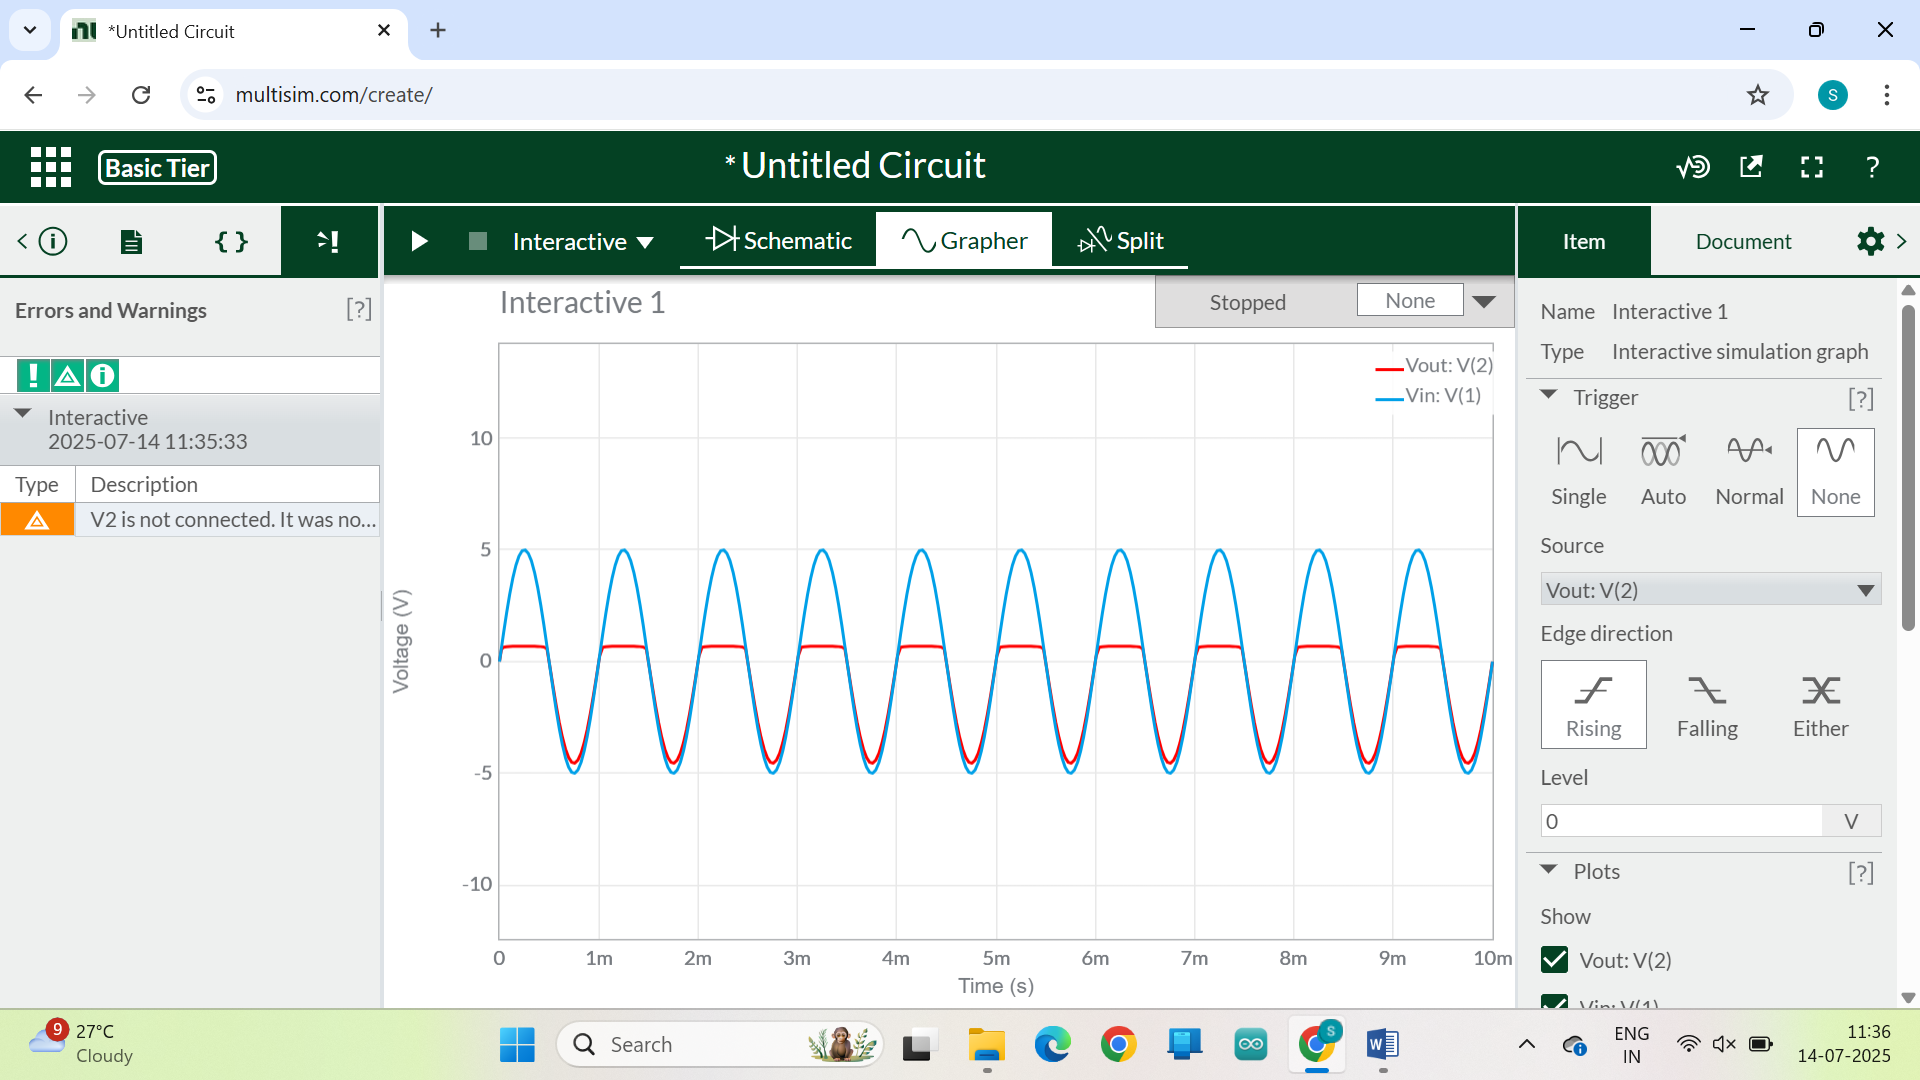 *Untitled Circuit
multisim.com/create/
S
Basic Tier
* Untitled Circuit
?
{ }
Interactive
Schematic
Grapher
Split
Item
Document
Errors and Warnings
[?]
Interactive
2025-07-14 11:35:33
Type
Description
V2 is not connected. It was no...
Interactive 1
Stopped
None
Vout: V(2)
Vin: V(1)
10
5
0
-5
-10
Voltage (V)
0
1m
2m
3m
4m
5m
6m
7m
8m
9m
10m
Time (s)
Name
Interactive 1
Type
Interactive simulation graph
Trigger
[?]
Single
Auto
Normal
None
Source
Vout: V(2)
Edge direction
Rising
Falling
Either
Level
0
V
Plots
[?]
Show
Vout: V(2)
Vin: V(1)
9
27°C
Cloudy
Search
S
W
ENG
IN
11:36
14-07-2025